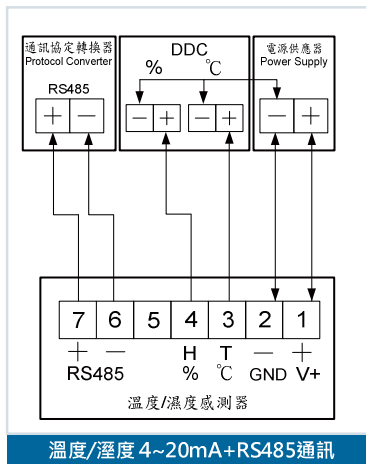 通訊協定轉換器
Protocol Converter
RS485
+ −
DDC
% ℃
− + − +
電源供應器
Power Supply
− +
7 6 5 4 3 2 1
+ − H T − +
RS485 % ℃ GND V+
溫度/濕度感測器
溫度/溼度 4~20mA+RS485通訊